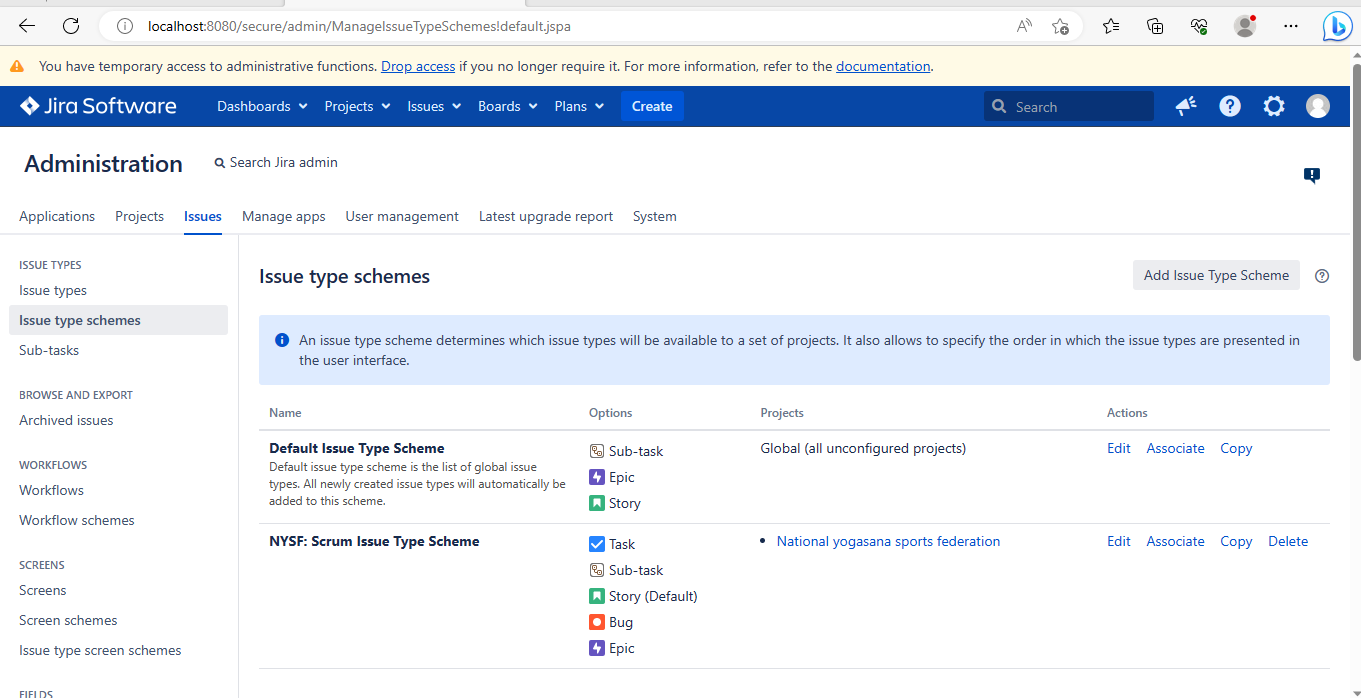 localhost:8080/secure/admin/ManageIssueTypeSchemes!default.jspa
You have temporary access to administrative functions. Drop access if you no longer require it. For more information, refer to the documentation.
Jira Software Dashboards Projects Issues Boards Plans Create Search
Administration Search Jira admin
Applications Projects Issues Manage apps User management Latest upgrade report System
ISSUE TYPES
Issue types
Issue type schemes
Sub-tasks
BROWSE AND EXPORT
Archived issues
WORKFLOWS
Workflows
Workflow schemes
SCREENS
Screens
Screen schemes
Issue type screen schemes
FIELDS
Issue type schemes Add Issue Type Scheme
An issue type scheme determines which issue types will be available to a set of projects. It also allows to specify the order in which the issue types are presented in
the user interface.
Name Options Projects Actions
Default Issue Type Scheme
Default issue type scheme is the list of global issue
types. All newly created issue types will automatically be
added to this scheme.
Sub-task
Epic
Story
Global (all unconfigured projects)
Edit Associate Copy
NYSF: Scrum Issue Type Scheme
Task
Sub-task
Story (Default)
Bug
Epic
National yogasana sports federation
Edit Associate Copy Delete